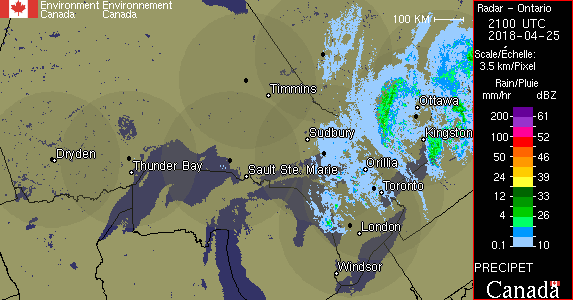 Environment Environnement
Canada Canada
100 KM
Radar - Ontario
2100 UTC
2018-04-25
Scale/Échelle:
3.5 km/Pixel
Rain/Pluie
mm/hr dBZ
200 61
100 52
50 46
24 39
12 33
4 26
1 20
0.1 10
PRECIPET
Canada
Timmins
Ottawa
Sudbury
Kingston
Dryden
Thunder Bay
Sault Ste. Marie
Orillia
Toronto
London
Windsor